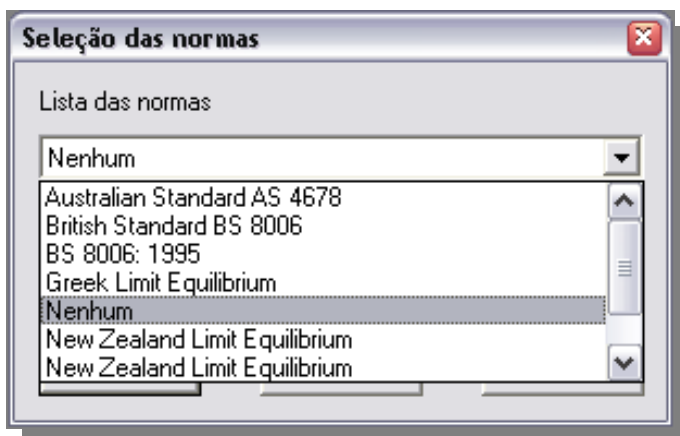 Seleção das normas
Lista das normas
Nenhum
Australian Standard AS 4678
British Standard BS 8006
BS 8006: 1995
Greek Limit Equilibrium
Nenhum
New Zealand Limit Equilibrium
New Zealand Limit Equilibrium